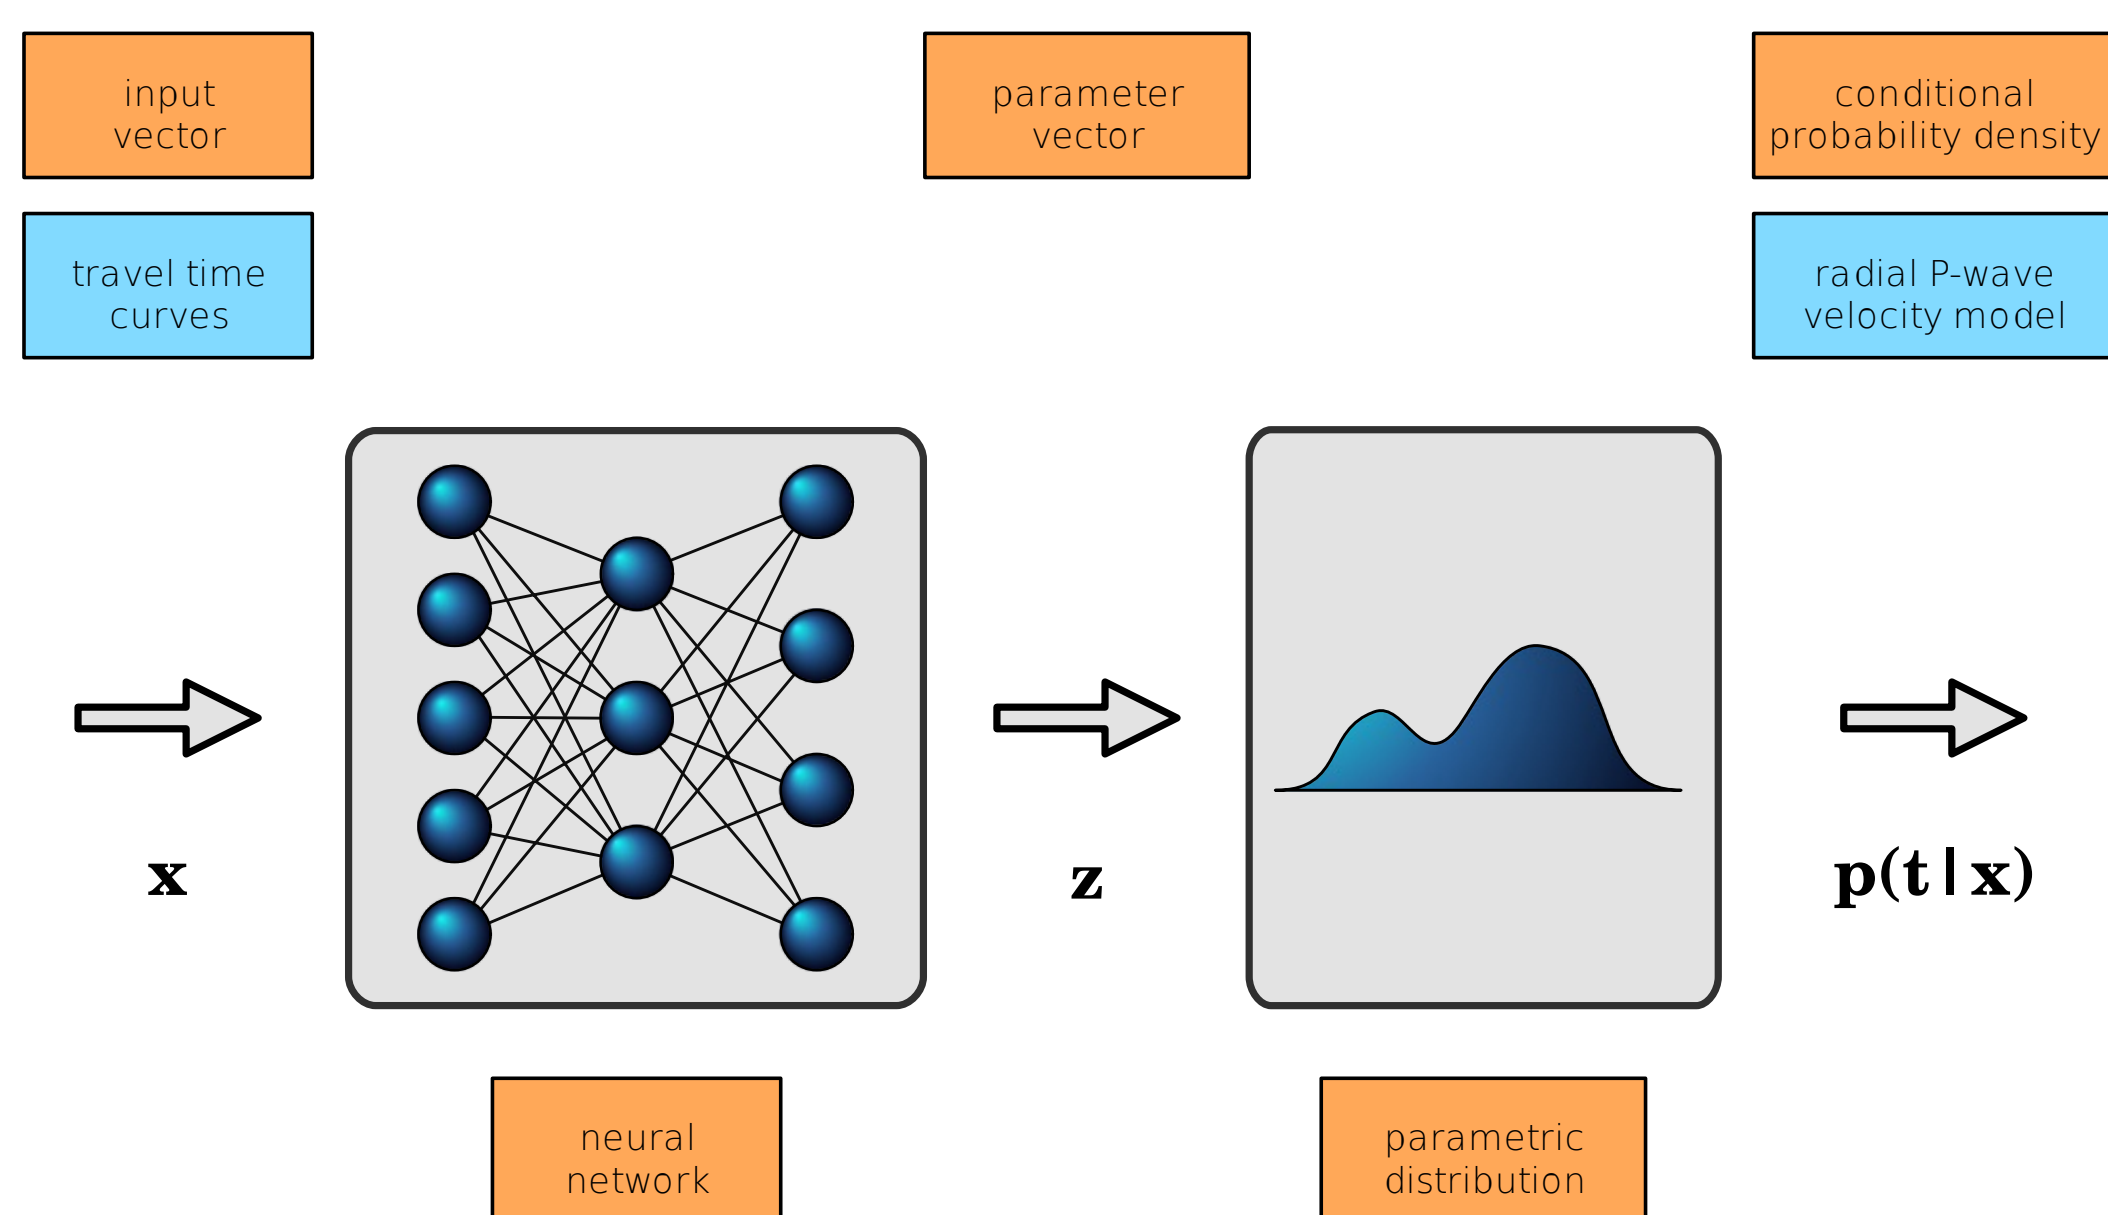 input
vector
parameter
vector
conditional
probability density
travel time
curves
radial P-wave
velocity model
x
z
p(t|x)
neural
network
parametric
distribution